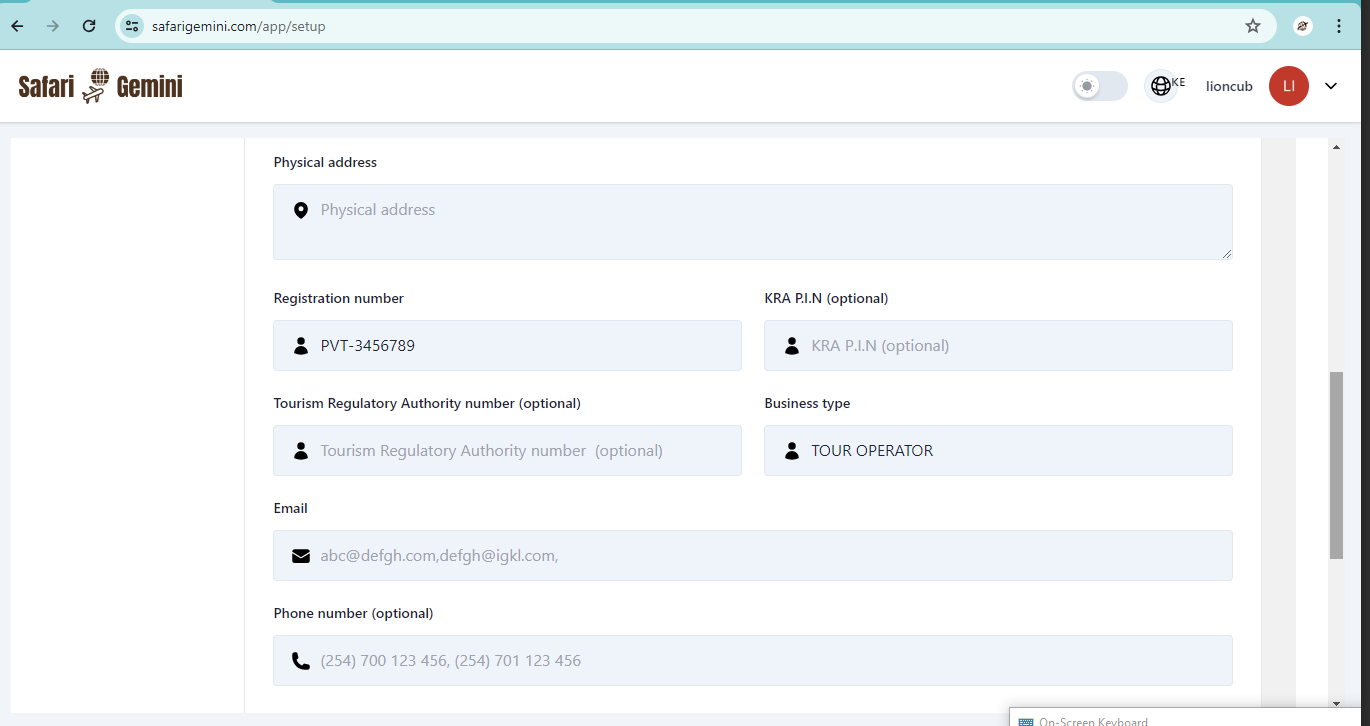 safarigemini.com/app/setup
Safari Gemini
KE
lioncub
LI
Physical address
Physical address
Registration number
KRA P.I.N (optional)
PVT-3456789
KRA P.I.N (optional)
Tourism Regulatory Authority number (optional)
Business type
Tourism Regulatory Authority number (optional)
TOUR OPERATOR
Email
abc@defgh.com,defgh@igkl.com,
Phone number (optional)
(254) 700 123 456, (254) 701 123 456
On-Screen Keyboard